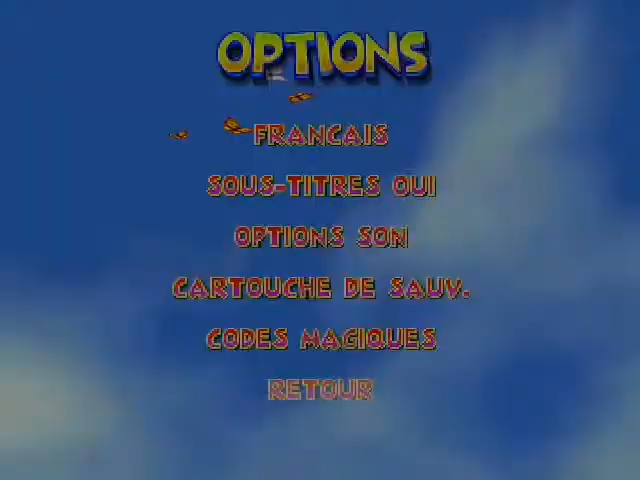 OPTIONS
FRANCAIS
SOUS-TITRES OUI
OPTIONS SON
CARTOUCHE DE SAUV.
CODES MAGIQUES
RETOUR